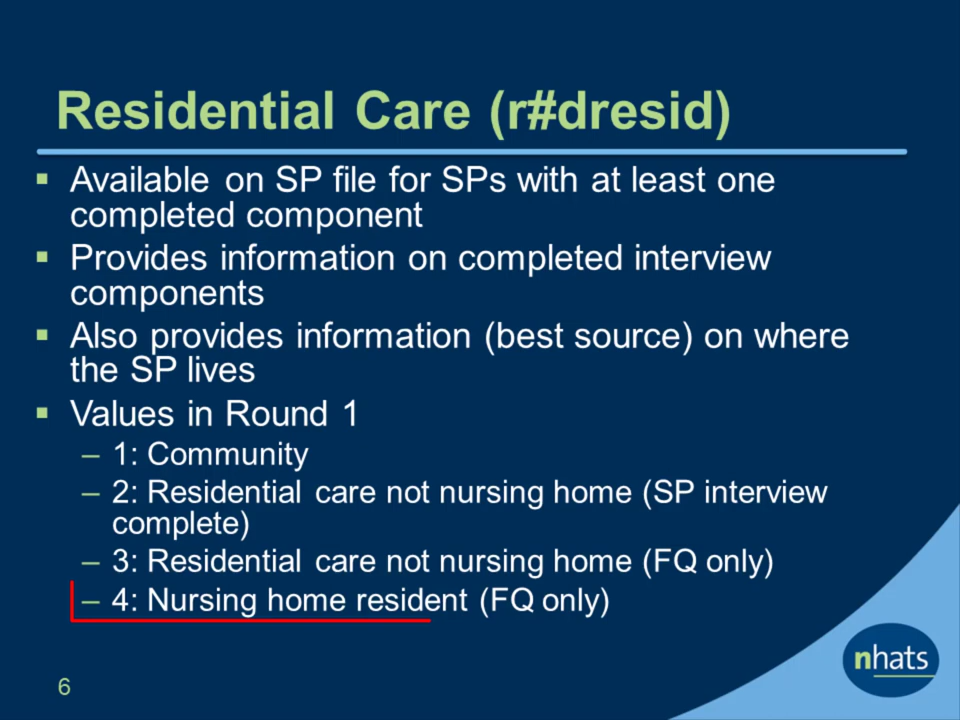 Residential Care (r#dresid)
▪ Available on SP file for SPs with at least one
completed component
▪ Provides information on completed interview
components
▪ Also provides information (best source) on where
the SP lives
▪ Values in Round 1
– 1: Community
– 2: Residential care not nursing home (SP interview
complete)
– 3: Residential care not nursing home (FQ only)
– 4: Nursing home resident (FQ only)
nhats
6